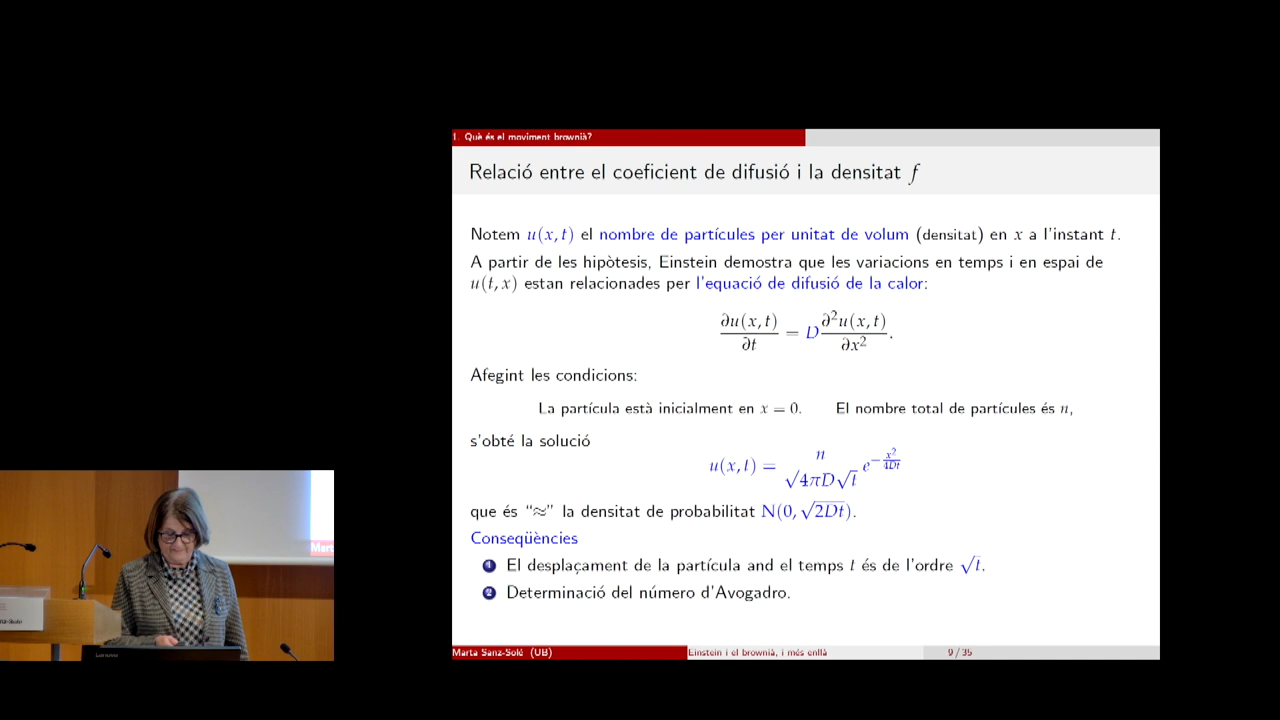 1. Què és el moviment brownià?
Relació entre el coeficient de difusió i la densitat f
Notem u(x, t) el nombre de partícules per unitat de volum (densitat) en x a l'instant t.
A partir de les hipòtesis, Einstein demostra que les variacions en temps i en espai de
u(t, x) estan relacionades per l'equació de difusió de la calor:
∂u(x, t)/∂t = D ∂²u(x, t)/∂x².
Afegint les condicions:
La partícula està inicialment en x = 0. El nombre total de partícules és n,
s'obté la solució
u(x, t) = n/(√4πD√t) e^(−x²/4Dt)
que és “≈” la densitat de probabilitat N(0, √2Dt).
Conseqüències
1 El desplaçament de la partícula amd el temps t és de l'ordre √t.
2 Determinació del número d'Avogadro.
Marta Sanz-Solé (UB) Einstein i el brownià, i més enllà 9 / 35